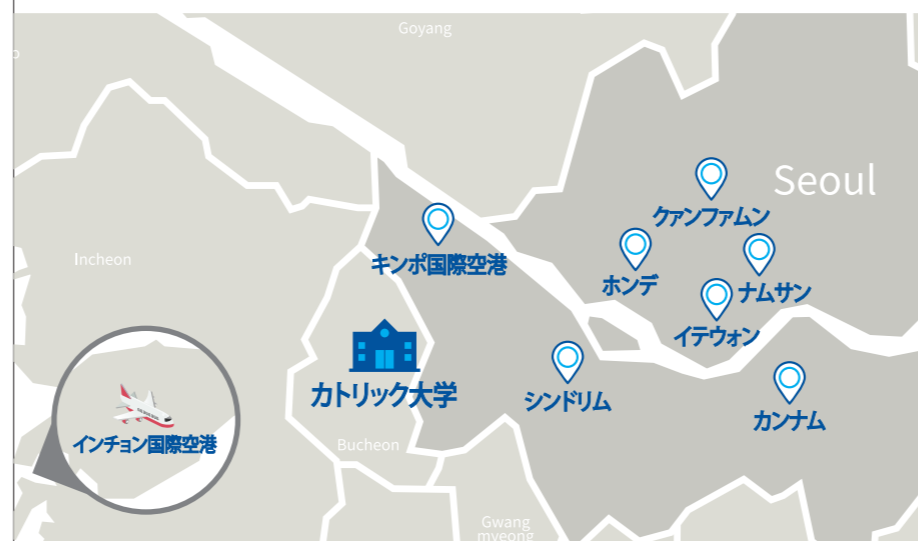 Goyang
Seoul
クァンファムン
キンポ国際空港
ホンデ
ナムサン
Incheon
イテウォン
カトリック大学
シンドリム
カンナム
インチョン国際空港
Bucheon
Gwang
myeong